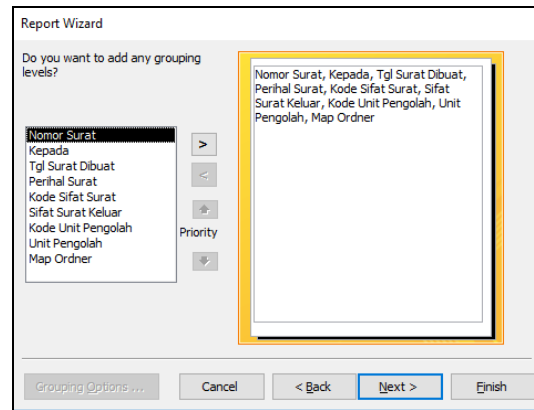 Report Wizard
Do you want to add any grouping
levels?
Nomor Surat
Kepada
Tgl Surat Dibuat
Perihal Surat
Kode Sifat Surat
Sifat Surat Keluar
Kode Unit Pengolah
Unit Pengolah
Map Ordner
>
<
Priority
Nomor Surat, Kepada, Tgl Surat Dibuat,
Perihal Surat, Kode Sifat Surat, Sifat
Surat Keluar, Kode Unit Pengolah, Unit
Pengolah, Map Ordner
Grouping Options ...
Cancel
< Back
Next >
Finish